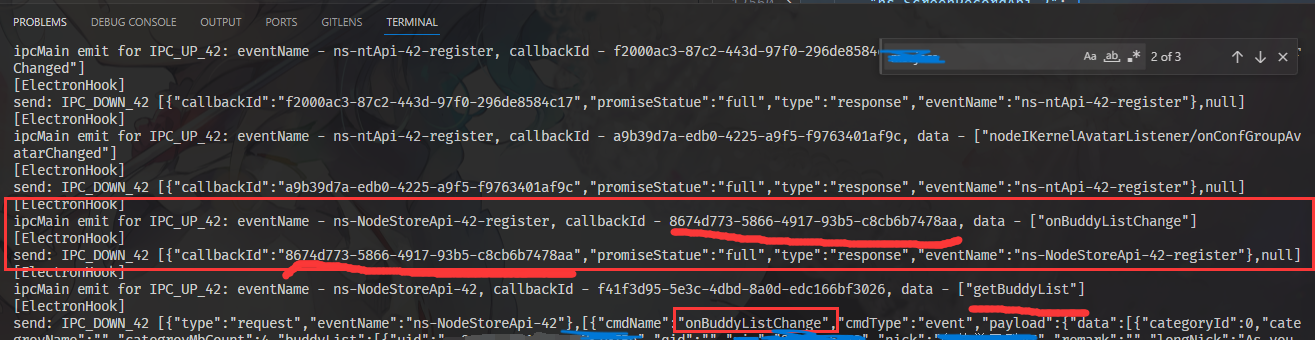 PROBLEMS DEBUG CONSOLE OUTPUT PORTS GITLENS TERMINAL
ipcMain emit for IPC_UP_42: eventName - ns-ntApi-42-register, callbackId - f2000ac3-87c2-443d-97f0-296de8584
Aa ab 2 of 3
Changed"]
[ElectronHook]
send: IPC_DOWN_42 [{"callbackId":"f2000ac3-87c2-443d-97f0-296de8584c17","promiseStatue":"full","type":"response","eventName":"ns-ntApi-42-register"},null]
[ElectronHook]
ipcMain emit for IPC_UP_42: eventName - ns-ntApi-42-register, callbackId - a9b39d7a-edb0-4225-a9f5-f9763401af9c, data - ["nodeIKernelAvatarListener/onConfGroupAv
atarChanged"]
[ElectronHook]
send: IPC_DOWN_42 [{"callbackId":"a9b39d7a-edb0-4225-a9f5-f9763401af9c","promiseStatue":"full","type":"response","eventName":"ns-ntApi-42-register"},null]
[ElectronHook]
ipcMain emit for IPC_UP_42: eventName - ns-NodeStoreApi-42-register, callbackId - 8674d773-5866-4917-93b5-c8cb6b7478aa, data - ["onBuddyListChange"]
[ElectronHook]
send: IPC_DOWN_42 [{"callbackId":"8674d773-5866-4917-93b5-c8cb6b7478aa","promiseStatue":"full","type":"response","eventName":"ns-NodeStoreApi-42-register"},null]
[ElectronHook]
ipcMain emit for IPC_UP_42: eventName - ns-NodeStoreApi-42, callbackId - f41f3d95-5e3c-4dbd-8a0d-edc166bf3026, data - ["getBuddyList"]
[ElectronHook]
send: IPC_DOWN_42 [{"type":"request","eventName":"ns-NodeStoreApi-42"},[{"cmdName":"onBuddyListChange","cmdType":"event","payload":{"data":[{"categoryId":0,"cate